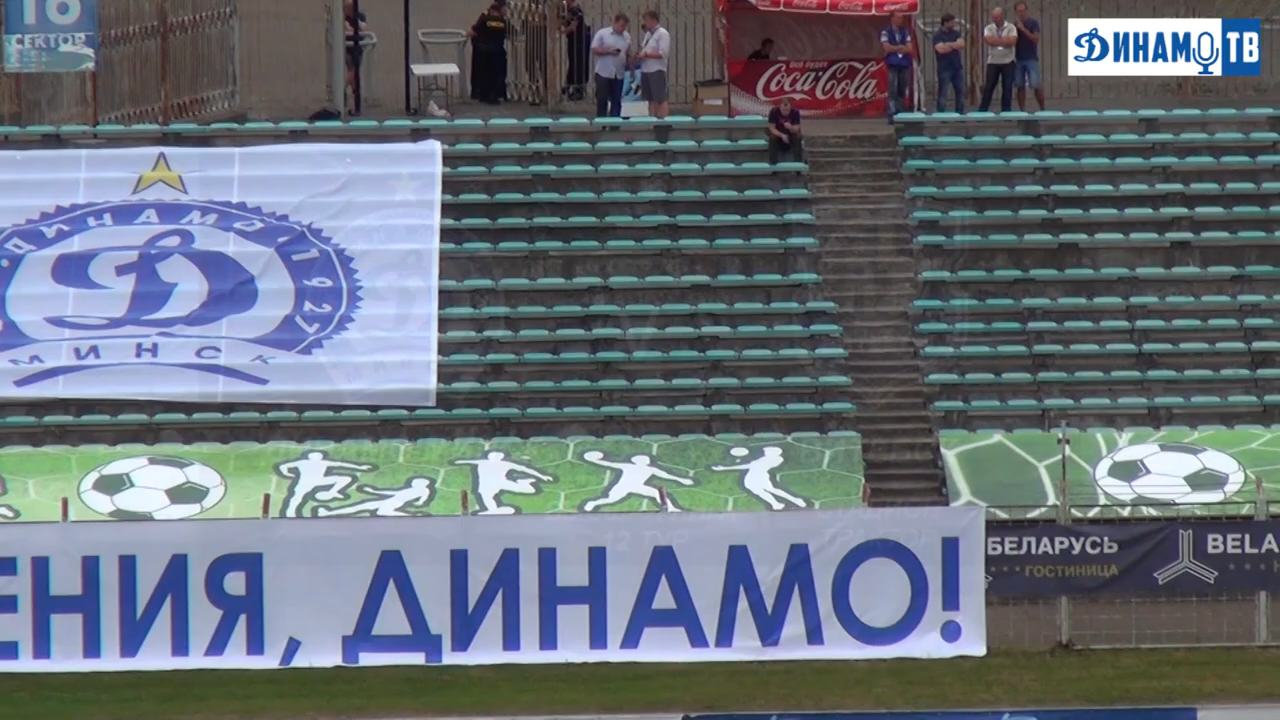 16
СЕКТОР
ДИНАМО ТВ
Coca-Cola
ДИНАМО 1927
Д
МИНСК
ЕНИЯ, ДИНАМО!
БЕЛАРУСЬ
*** ГОСТИНИЦА
BELA